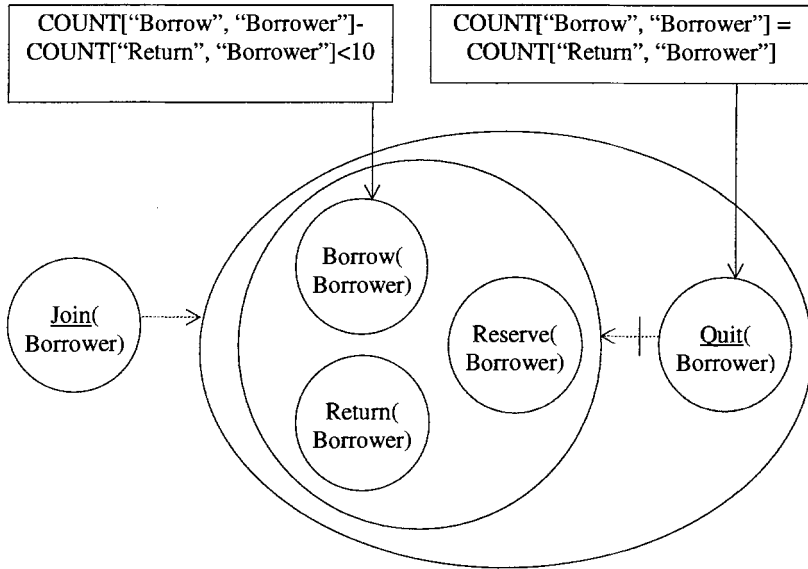 COUNT["Borrow", "Borrower"]-
COUNT["Return", "Borrower"]<10
COUNT["Borrow", "Borrower"] =
COUNT["Return", "Borrower"]
Borrow(
Borrower)
Join(
Borrower)
Reserve(
Borrower)
Quit(
Borrower)
Return(
Borrower)